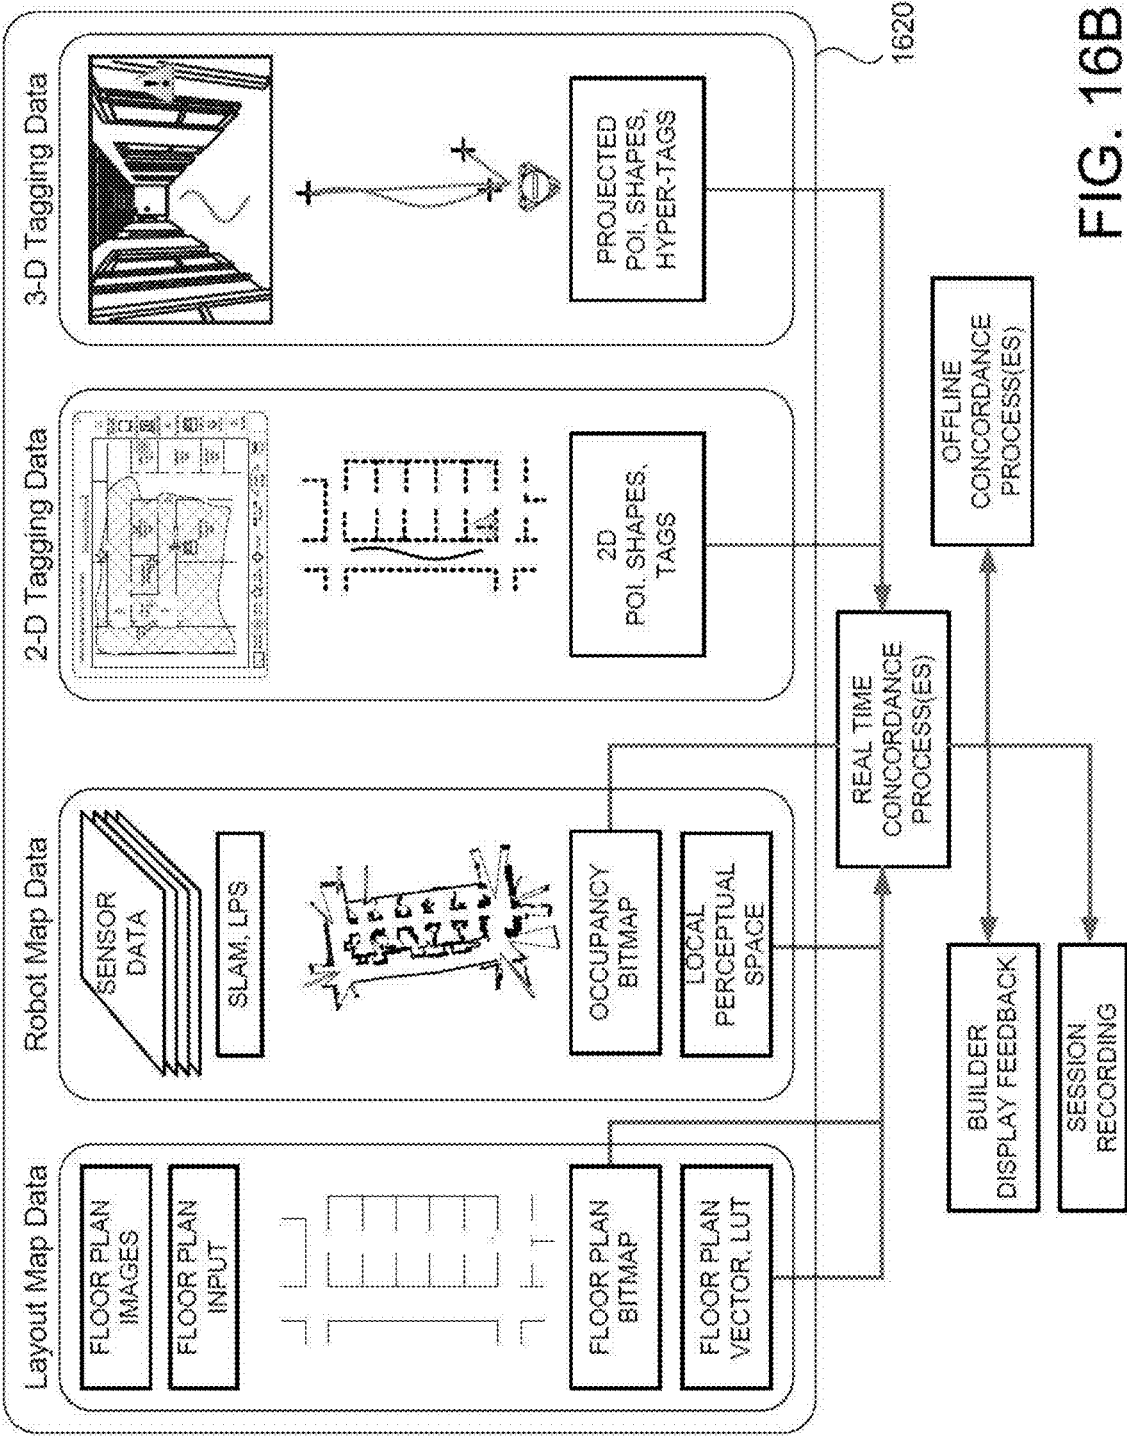 Layout Map Data
FLOOR PLAN
IMAGES
FLOOR PLAN
INPUT
FLOOR PLAN
BITMAP
FLOOR PLAN
VECTOR, LUT
Robot Map Data
SENSOR
DATA
SLAM, LPS
OCCUPANCY
BITMAP
LOCAL
PERCEPTUAL
SPACE
2-D Tagging Data
2D
POI, SHAPES,
TAGS
3-D Tagging Data
PROJECTED
POI, SHAPES,
HYPER-TAGS
1620
REAL TIME
CONCORDANCE
PROCESS(ES)
OFFLINE
CONCORDANCE
PROCESS(ES)
BUILDER
DISPLAY FEEDBACK
SESSION
RECORDING
FIG. 16B